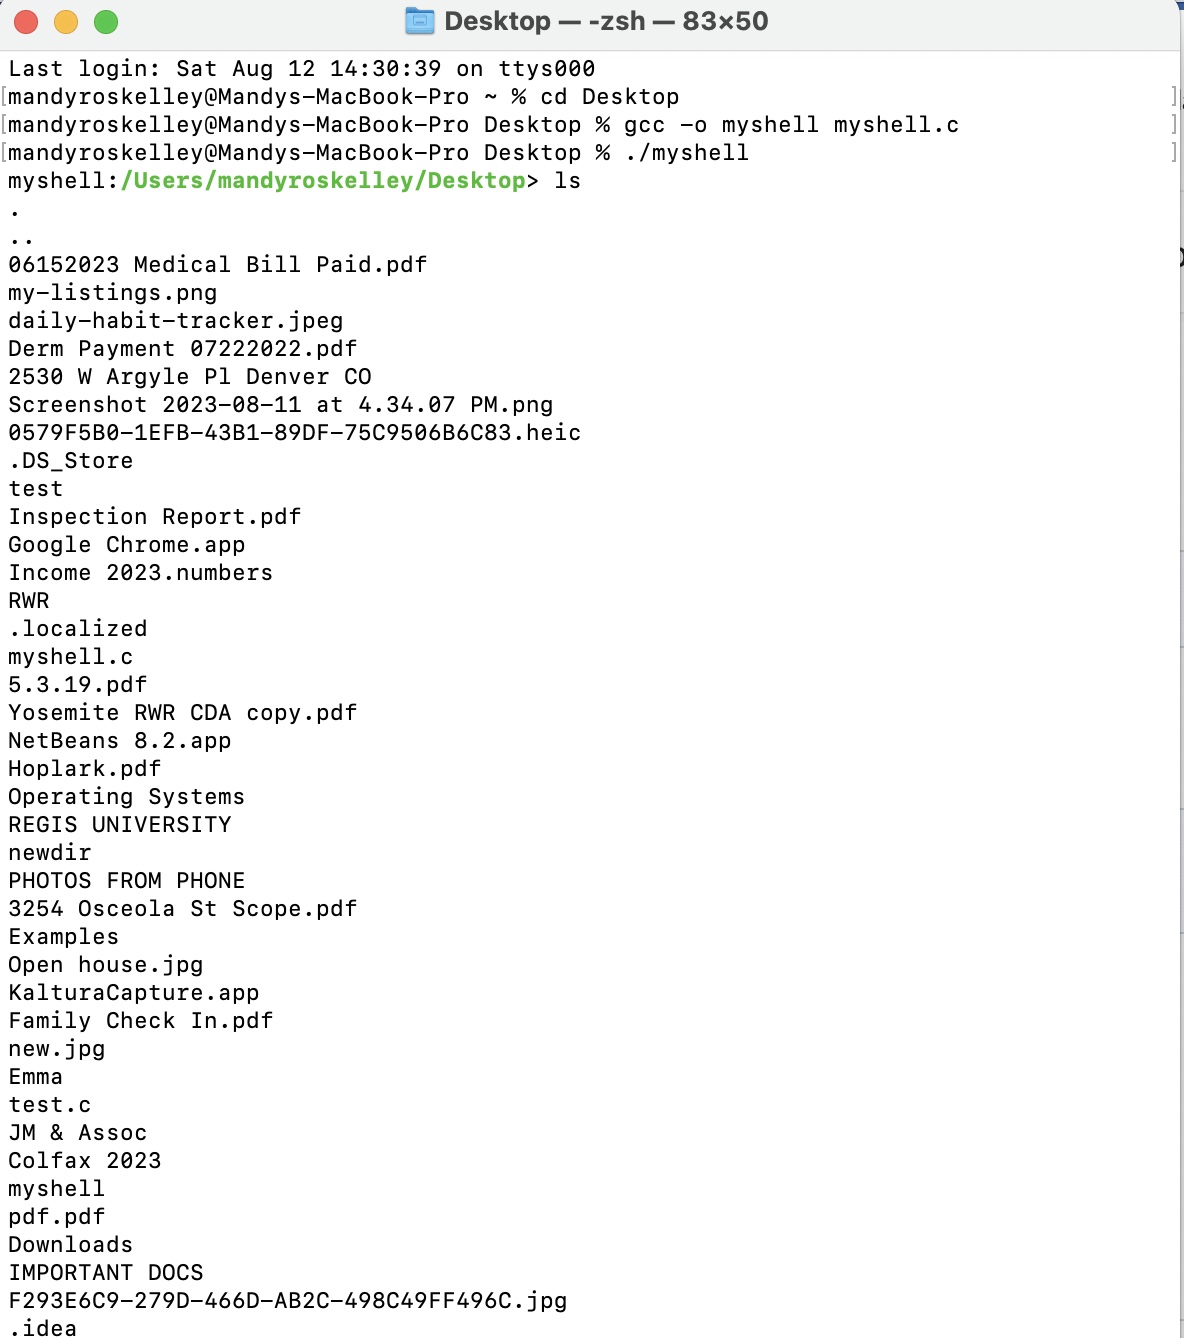 Desktop — -zsh — 83×50
Last login: Sat Aug 12 14:30:39 on ttys000
[mandyroskelley@Mandys-MacBook-Pro ~ % cd Desktop ]
[mandyroskelley@Mandys-MacBook-Pro Desktop % gcc -o myshell myshell.c ]
[mandyroskelley@Mandys-MacBook-Pro Desktop % ./myshell ]
myshell:/Users/mandyroskelley/Desktop> ls
.
..
06152023 Medical Bill Paid.pdf
my-listings.png
daily-habit-tracker.jpeg
Derm Payment 07222022.pdf
2530 W Argyle Pl Denver CO
Screenshot 2023-08-11 at 4.34.07 PM.png
0579F5B0-1EFB-43B1-89DF-75C9506B6C83.heic
.DS_Store
test
Inspection Report.pdf
Google Chrome.app
Income 2023.numbers
RWR
.localized
myshell.c
5.3.19.pdf
Yosemite RWR CDA copy.pdf
NetBeans 8.2.app
Hoplark.pdf
Operating Systems
REGIS UNIVERSITY
newdir
PHOTOS FROM PHONE
3254 Osceola St Scope.pdf
Examples
Open house.jpg
KalturaCapture.app
Family Check In.pdf
new.jpg
Emma
test.c
JM & Assoc
Colfax 2023
myshell
pdf.pdf
Downloads
IMPORTANT DOCS
F293E6C9-279D-466D-AB2C-498C49FF496C.jpg
.idea